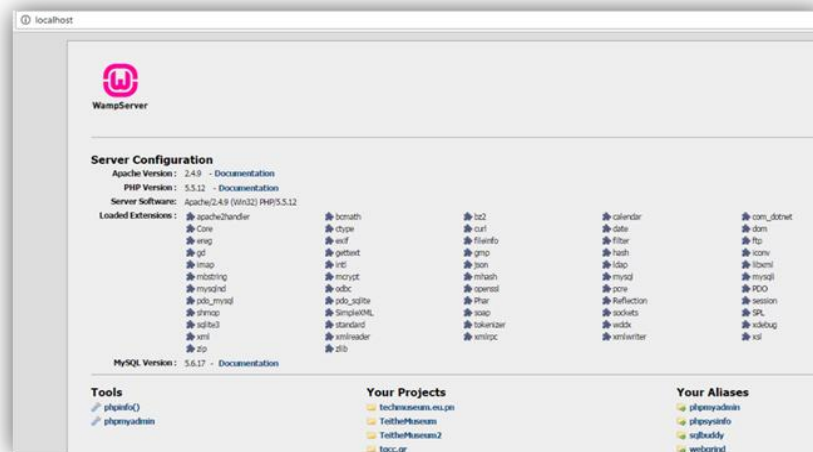 localhost
W
WampServer
Server Configuration
Apache Version : 2.4.9 - Documentation
PHP Version : 5.5.12 - Documentation
Server Software: Apache/2.4.9 (Win32) PHP/5.5.12
Loaded Extensions : apache2handler bcmath bz2 calendar com_dotnet
Core ctype curl date dom
ereg exif fileinfo filter ftp
gd gettext gmp hash iconv
imap intl json ldap libxml
mbstring mcrypt mhash mysql mysqli
mysqlnd odbc openssl pcre PDO
pdo_mysql pdo_sqlite Phar Reflection session
shmop SimpleXML soap sockets SPL
sqlite3 standard tokenizer wddx xdebug
xml xmlreader xmlrpc xmlwriter xsl
zip zlib
MySQL Version : 5.6.17 - Documentation
Tools Your Projects Your Aliases
phpinfo() techmuseum.eu.pn phpmyadmin
phpmyadmin TeitheMuseum phpsysinfo
TeitheMuseum2 sqlbuddy
tocc.gr webgrind